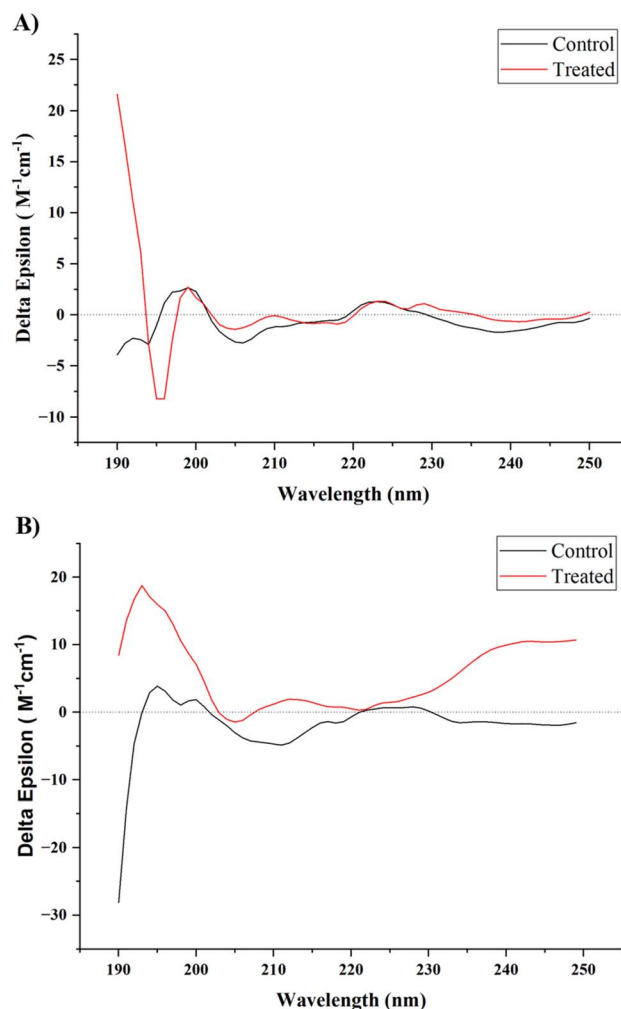 A)
Control
Treated
25
20
15
10
5
0
−5
−10
190 200 210 220 230 240 250
Delta Epsilon ( M⁻¹cm⁻¹)
Wavelength (nm)
B)
Control
Treated
20
10
0
−10
−20
−30
190 200 210 220 230 240 250
Delta Epsilon ( M⁻¹cm⁻¹)
Wavelength (nm)